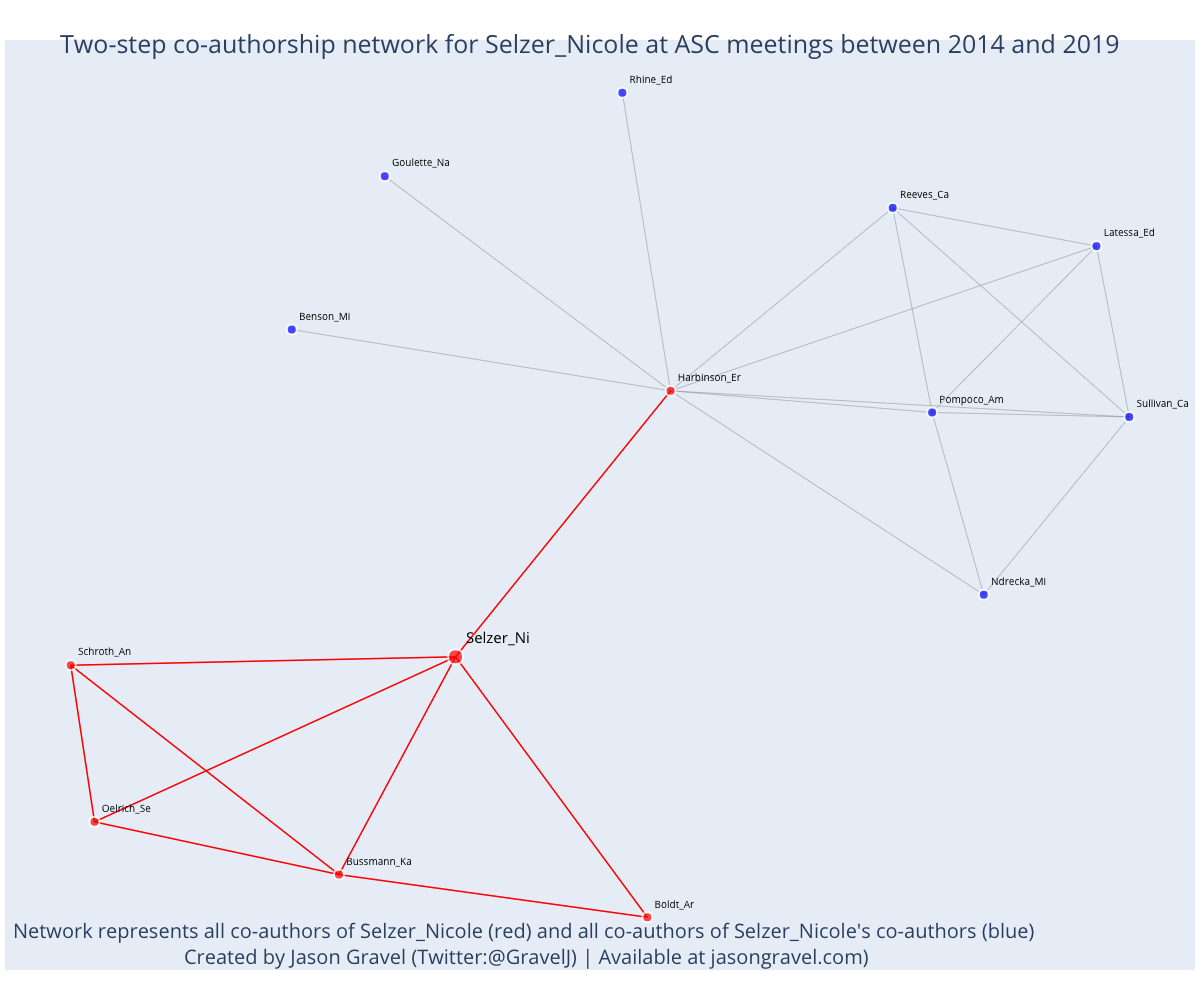 Two-step co-authorship network for Selzer_Nicole at ASC meetings between 2014 and 2019
Rhine_Ed
Goulette_Na
Reeves_Ca
Latessa_Ed
Benson_Mi
Harbinson_Er
Pompoco_Am
Sullivan_Ca
Ndrecka_Mi
Selzer_Ni
Schroth_An
Oelrich_Se
Bussmann_Ka
Boldt_Ar
Network represents all co-authors of Selzer_Nicole (red) and all co-authors of Selzer_Nicole's co-authors (blue)
Created by Jason Gravel (Twitter:@GravelJ) | Available at jasongravel.com)